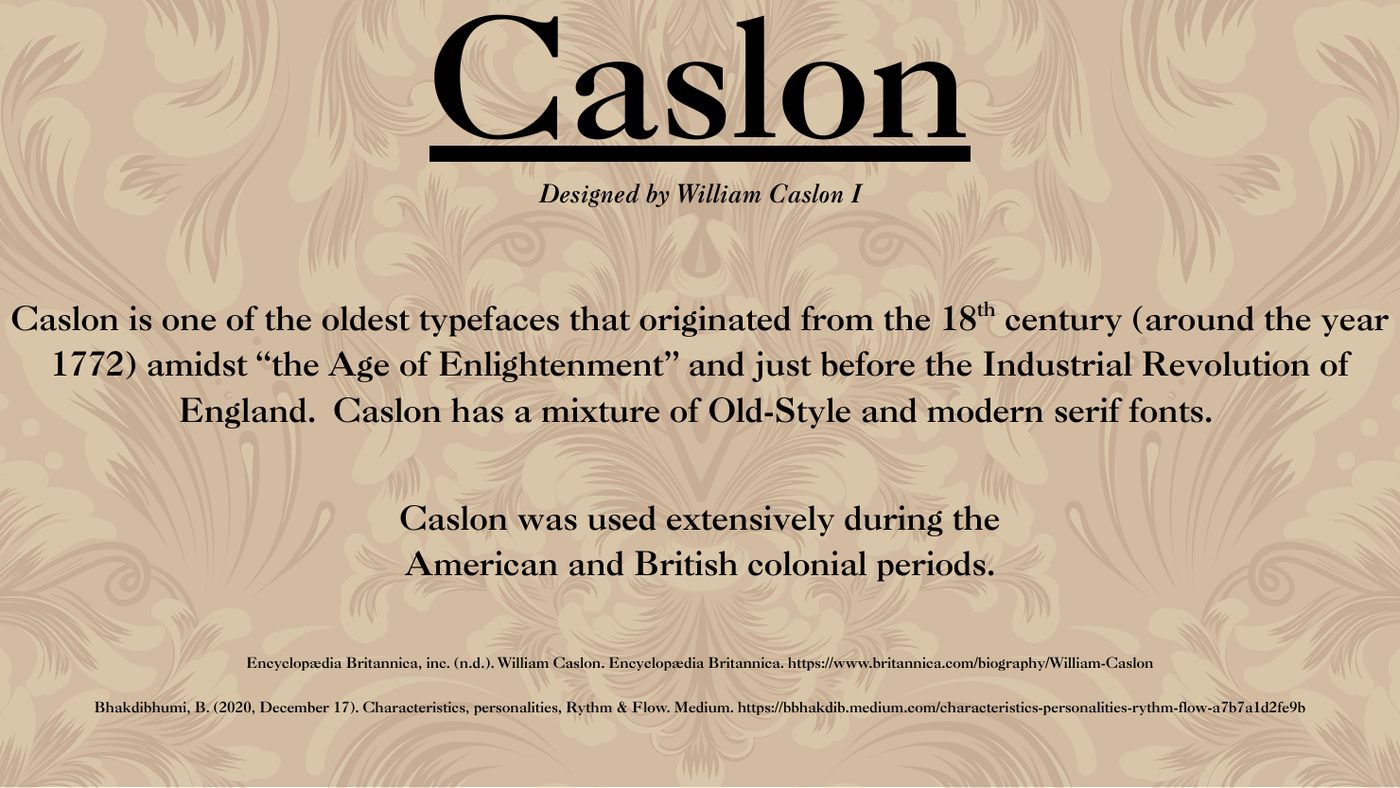 Caslon
Designed by William Caslon I
Caslon is one of the oldest typefaces that originated from the 18th century (around the year
1772) amidst “the Age of Enlightenment” and just before the Industrial Revolution of
England.  Caslon has a mixture of Old-Style and modern serif fonts.
Caslon was used extensively during the
American and British colonial periods.
Encyclopædia Britannica, inc. (n.d.). William Caslon. Encyclopædia Britannica. https://www.britannica.com/biography/William-Caslon
Bhakdibhumi, B. (2020, December 17). Characteristics, personalities, Rythm & Flow. Medium. https://bbhakdib.medium.com/characteristics-personalities-rythm-flow-a7b7a1d2fe9b